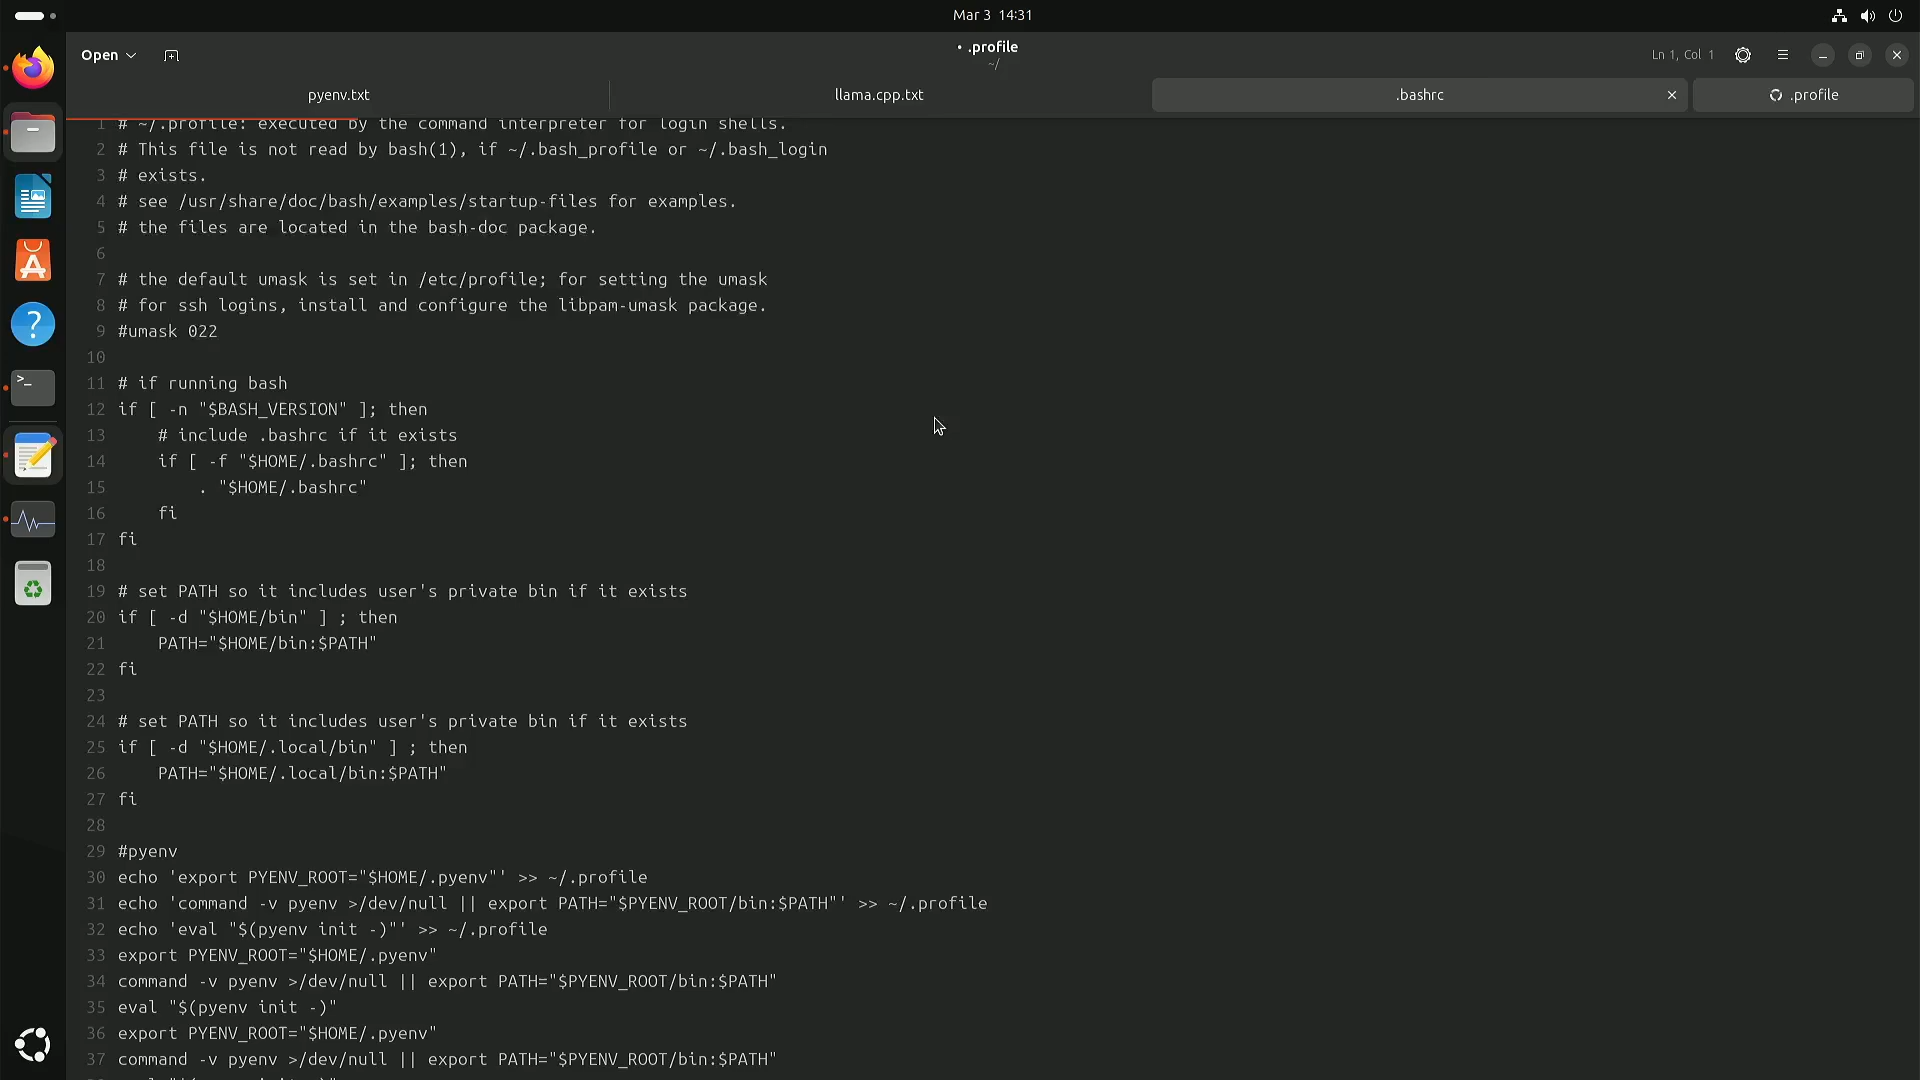 Mar 3 14:31
Open
• .profile
~/
Ln 1, Col 1
pyenv.txt
llama.cpp.txt
.bashrc
.profile
1 # ~/.profile: executed by the command interpreter for login shells.
2 # This file is not read by bash(1), if ~/.bash_profile or ~/.bash_login
3 # exists.
4 # see /usr/share/doc/bash/examples/startup-files for examples.
5 # the files are located in the bash-doc package.
6
7 # the default umask is set in /etc/profile; for setting the umask
8 # for ssh logins, install and configure the libpam-umask package.
9 #umask 022
10
11 # if running bash
12 if [ -n "$BASH_VERSION" ]; then
13     # include .bashrc if it exists
14     if [ -f "$HOME/.bashrc" ]; then
15         . "$HOME/.bashrc"
16     fi
17 fi
18
19 # set PATH so it includes user's private bin if it exists
20 if [ -d "$HOME/bin" ] ; then
21     PATH="$HOME/bin:$PATH"
22 fi
23
24 # set PATH so it includes user's private bin if it exists
25 if [ -d "$HOME/.local/bin" ] ; then
26     PATH="$HOME/.local/bin:$PATH"
27 fi
28
29 #pyenv
30 echo 'export PYENV_ROOT="$HOME/.pyenv"' >> ~/.profile
31 echo 'command -v pyenv >/dev/null || export PATH="$PYENV_ROOT/bin:$PATH"' >> ~/.profile
32 echo 'eval "$(pyenv init -)"' >> ~/.profile
33 export PYENV_ROOT="$HOME/.pyenv"
34 command -v pyenv >/dev/null || export PATH="$PYENV_ROOT/bin:$PATH"
35 eval "$(pyenv init -)"
36 export PYENV_ROOT="$HOME/.pyenv"
37 command -v pyenv >/dev/null || export PATH="$PYENV_ROOT/bin:$PATH"